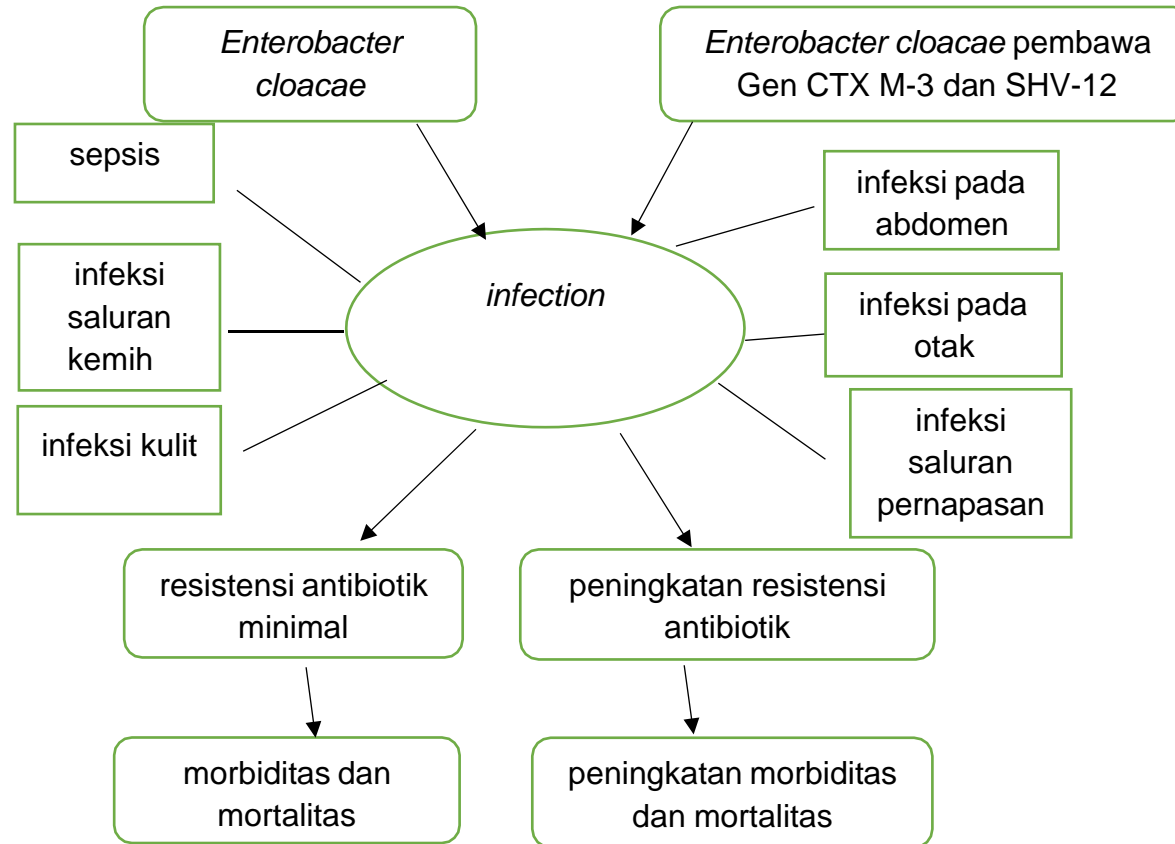 Enterobacter
cloacae
Enterobacter cloacae pembawa
Gen CTX M-3 dan SHV-12
sepsis
infeksi
saluran
kemih
infeksi kulit
infection
infeksi pada
abdomen
infeksi pada
otak
infeksi
saluran
pernapasan
resistensi antibiotik
minimal
peningkatan resistensi
antibiotik
morbiditas dan
mortalitas
peningkatan morbiditas
dan mortalitas